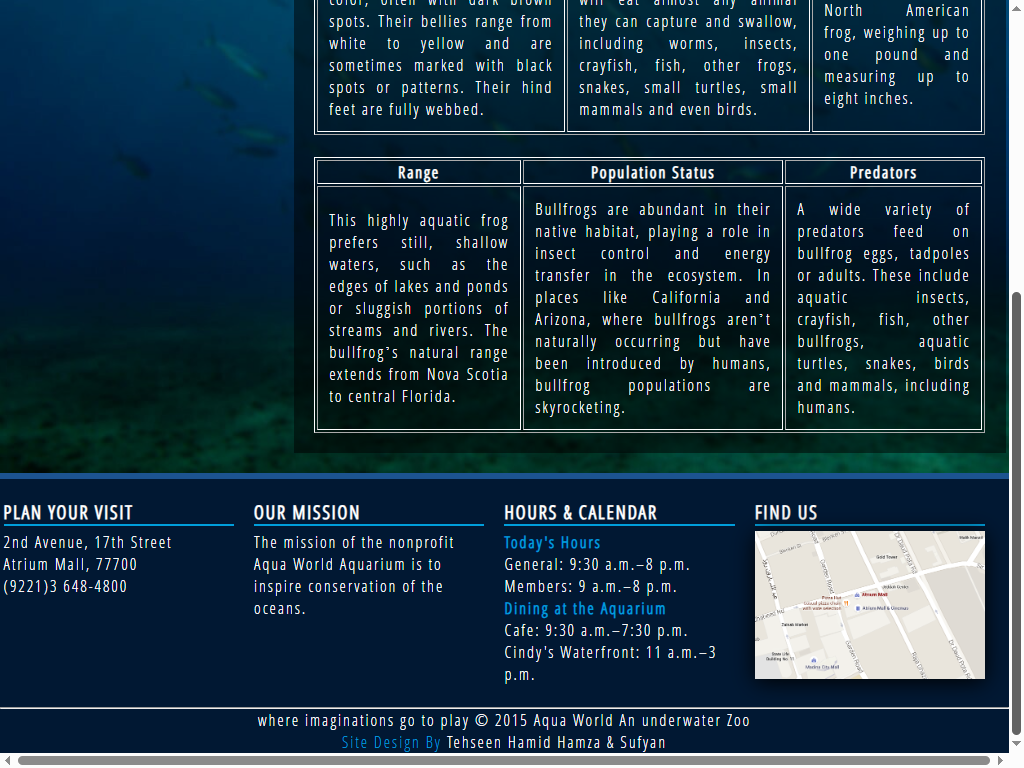 color, often with dark brown
spots. Their bellies range from
white to yellow and are
sometimes marked with black
spots or patterns. Their hind
feet are fully webbed.
will eat almost any animal
they can capture and swallow,
including worms, insects,
crayfish, fish, other frogs,
snakes, small turtles, small
mammals and even birds.
North American
frog, weighing up to
one pound and
measuring up to
eight inches.
Range
This highly aquatic frog
prefers still, shallow
waters, such as the
edges of lakes and ponds
or sluggish portions of
streams and rivers. The
bullfrog's natural range
extends from Nova Scotia
to central Florida.
Population Status
Bullfrogs are abundant in their
native habitat, playing a role in
insect control and energy
transfer in the ecosystem. In
places like California and
Arizona, where bullfrogs aren't
naturally occurring but have
been introduced by humans,
bullfrog populations are
skyrocketing.
Predators
A wide variety of
predators feed on
bullfrog eggs, tadpoles
or adults. These include
aquatic insects,
crayfish, fish, other
bullfrogs, aquatic
turtles, snakes, birds
and mammals, including
humans.
PLAN YOUR VISIT
2nd Avenue, 17th Street
Atrium Mall, 77700
(9221)3 648-4800
OUR MISSION
The mission of the nonprofit
Aqua World Aquarium is to
inspire conservation of the
oceans.
HOURS & CALENDAR
Today's Hours
General: 9:30 a.m.–8 p.m.
Members: 9 a.m.–8 p.m.
Dining at the Aquarium
Cafe: 9:30 a.m.–7:30 p.m.
Cindy's Waterfront: 11 a.m.–3
p.m.
FIND US
Gold Tower
Atrium Mall
Atrium Mall & Cinemas
Garden Road
where imaginations go to play © 2015 Aqua World An underwater Zoo
Site Design By Tehseen Hamid Hamza & Sufyan